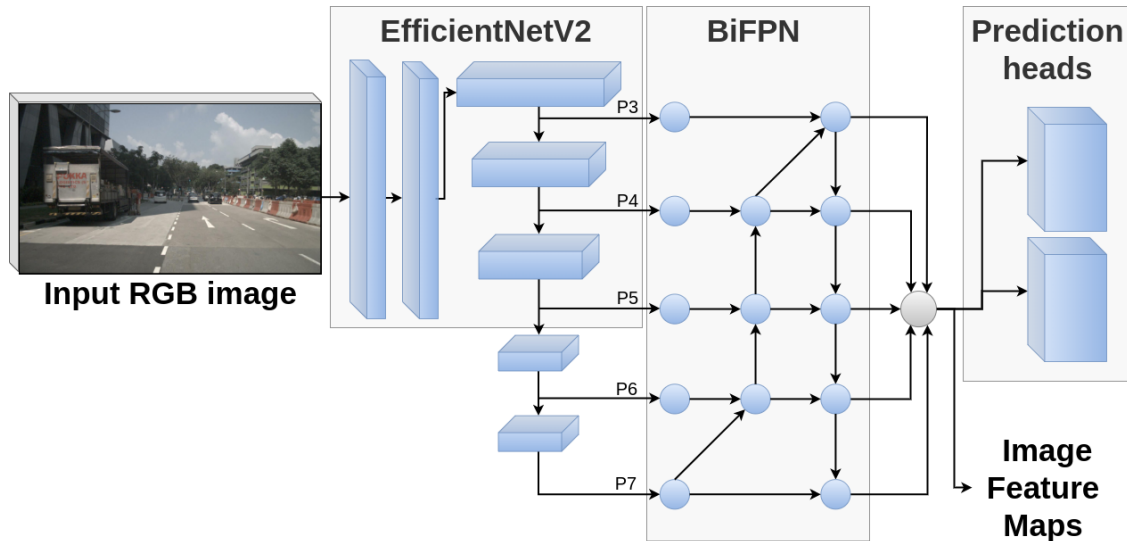 EfficientNetV2
BiFPN
Prediction
heads
P3
P4
P5
P6
P7
Input RGB image
Image
Feature
Maps